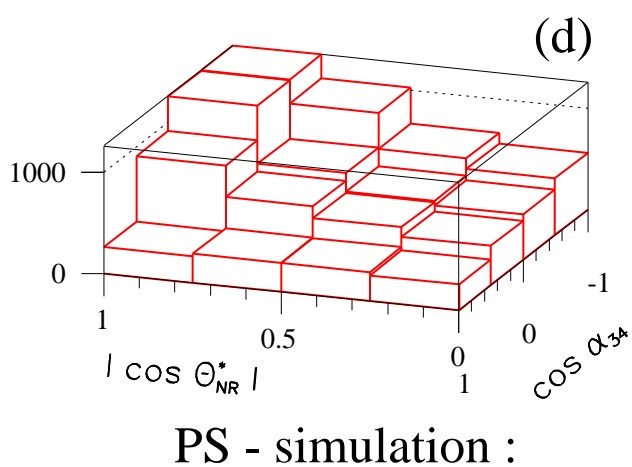 (d)
1000
0
1
0.5
0
1
0
-1
| COS Θ*NR |
COS α34
PS - simulation :